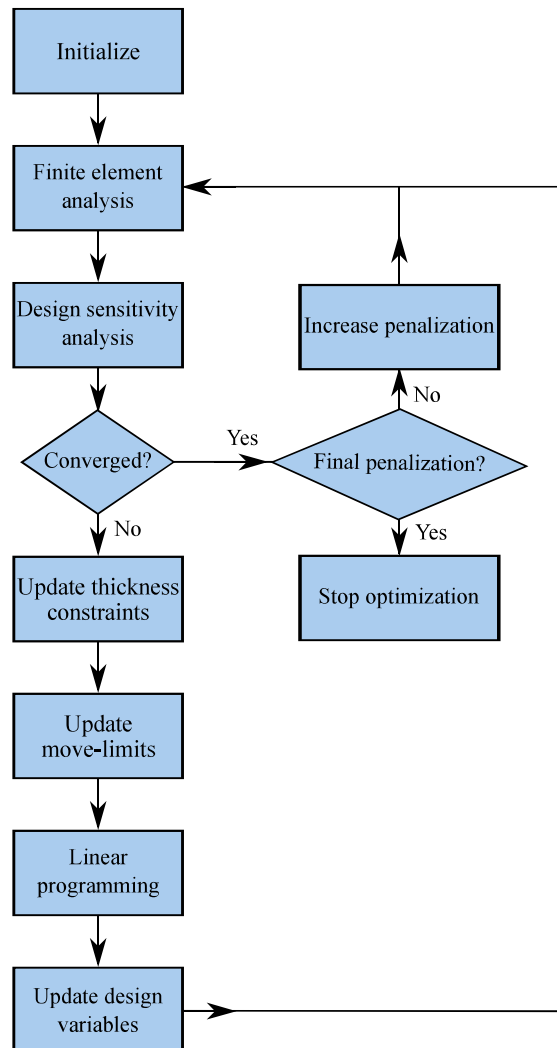 Initialize
Finite element
analysis
Design sensitivity
analysis
Increase penalization
No
Converged?
Yes
Final penalization?
No
Yes
Update thickness
constraints
Stop optimization
Update
move-limits
Linear
programming
Update design
variables